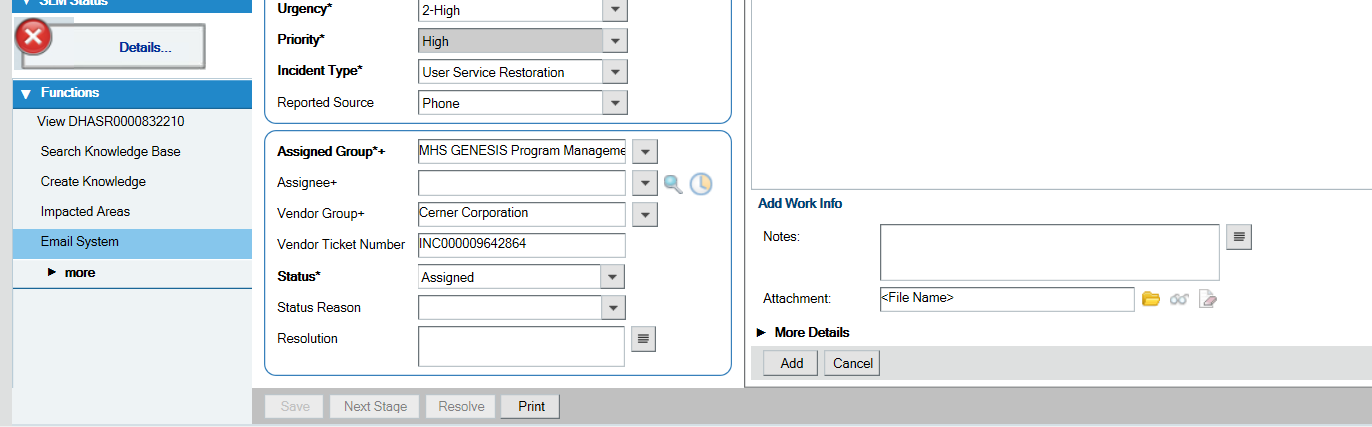 SLM Status
Details...
Functions
View DHASR0000832210
Search Knowledge Base
Create Knowledge
Impacted Areas
Email System
more
Urgency* 2-High
Priority* High
Incident Type* User Service Restoration
Reported Source Phone
Assigned Group*+ MHS GENESIS Program Manageme
Assignee+
Vendor Group+ Cerner Corporation
Vendor Ticket Number INC000009642864
Status* Assigned
Status Reason
Resolution
Add Work Info
Notes:
Attachment: <File Name>
More Details
Add Cancel
Save Next Stage Resolve Print